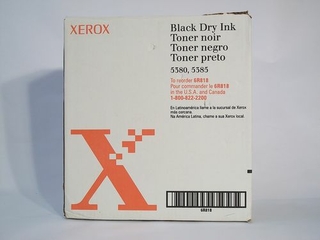 XEROX
Black Dry Ink
Toner noir
Toner negro
Toner preto
5380, 5385
To reorder 6R818
Pour commander le 6R818
in the U.S. and Canada
1-800-822-2200
En Latinoamérica llame a la sucursal de Xerox
más cercana.
Na América Latina, chame a sua Xerox local.
X
6R818